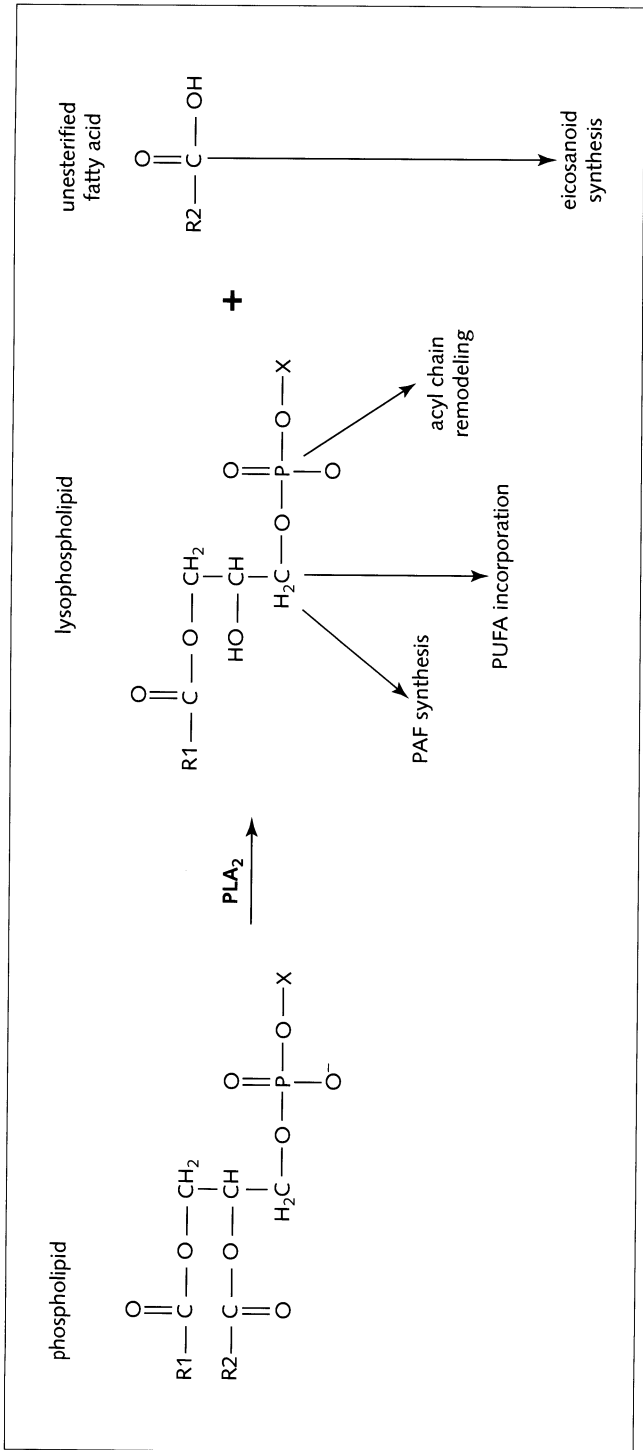 phospholipid
O
R1—C—O—CH₂
R2—C—O—CH
O
H₂C—O—P—O—X
O
O⁻
PLA₂
lysophospholipid
O
R1—C—O—CH₂
HO—CH
H₂C—O—P—O—X
O
O
PAF synthesis
PUFA incorporation
acyl chain
remodeling
+
unesterified
fatty acid
O
R2—C—OH
eicosanoid
synthesis